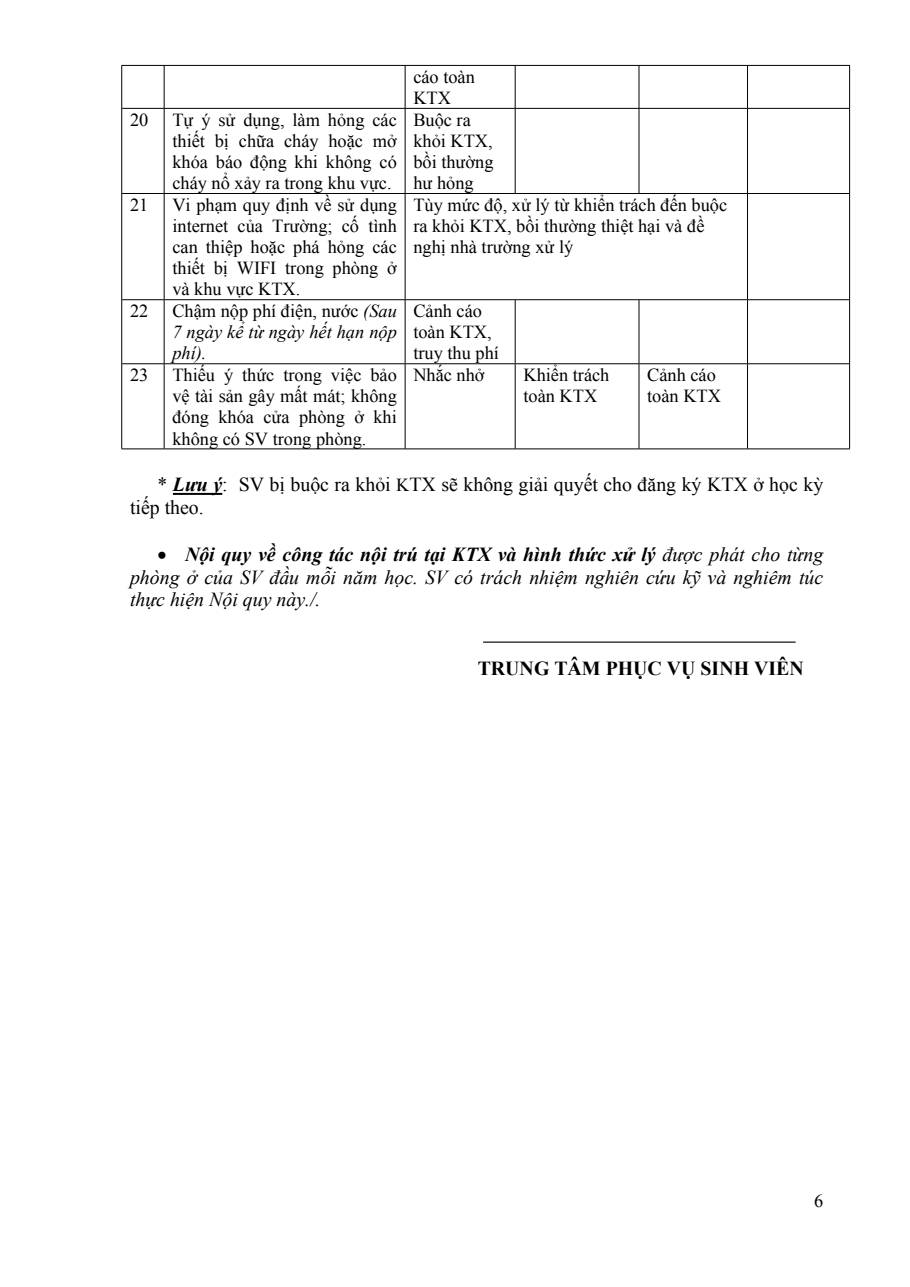 cáo toàn
KTX
20
Tự ý sử dụng, làm hỏng các
thiết bị chữa cháy hoặc mở
khóa báo động khi không có
cháy nổ xảy ra trong khu vực.
Buộc ra
khỏi KTX,
bồi thường
hư hỏng
21
Vi phạm quy định về sử dụng
internet của Trường; cố tình
can thiệp hoặc phá hỏng các
thiết bị WIFI trong phòng ở
và khu vực KTX.
Tùy mức độ, xử lý từ khiển trách đến buộc
ra khỏi KTX, bồi thường thiệt hại và đề
nghị nhà trường xử lý
22
Chậm nộp phí điện, nước (Sau
7 ngày kể từ ngày hết hạn nộp
phí).
Cảnh cáo
toàn KTX,
truy thu phí
23
Thiếu ý thức trong việc bảo
vệ tài sản gây mất mát; không
đóng khóa cửa phòng ở khi
không có SV trong phòng.
Nhắc nhở
Khiển trách
toàn KTX
Cảnh cáo
toàn KTX
* Lưu ý: SV bị buộc ra khỏi KTX sẽ không giải quyết cho đăng ký KTX ở học kỳ
tiếp theo.
• Nội quy về công tác nội trú tại KTX và hình thức xử lý được phát cho từng
phòng ở của SV đầu mỗi năm học. SV có trách nhiệm nghiên cứu kỹ và nghiêm túc
thực hiện Nội quy này./.
TRUNG TÂM PHỤC VỤ SINH VIÊN
6